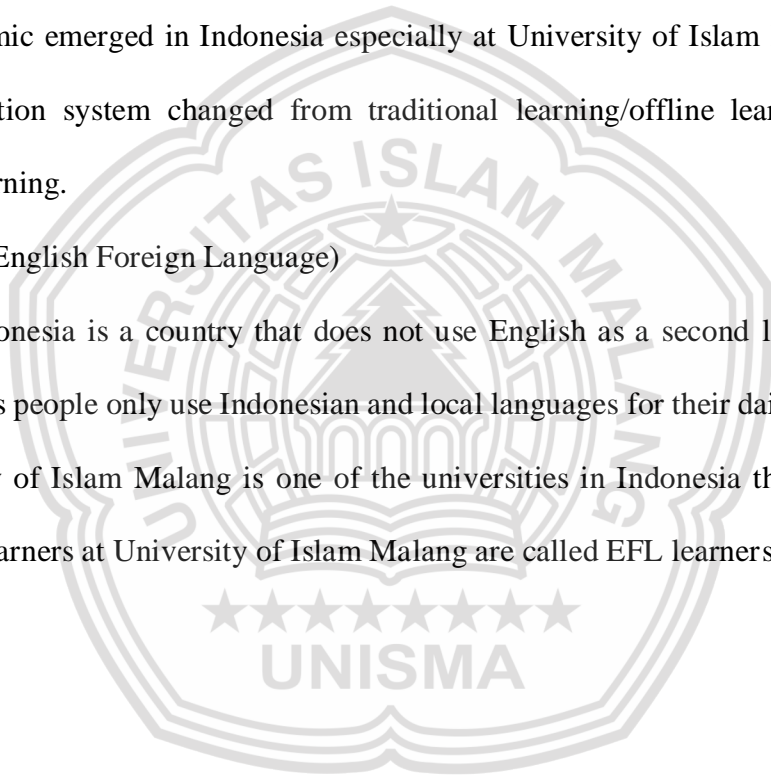 mic emerged in Indonesia especially at University of Islam
tion system changed from traditional learning/offline lear
rning.
English Foreign Language)
onesia is a country that does not use English as a second l
s people only use Indonesian and local languages for their dai
y of Islam Malang is one of the universities in Indonesia th
arners at University of Islam Malang are called EFL learners
UNIVERSITAS ISLAM MALANG
UNISMA